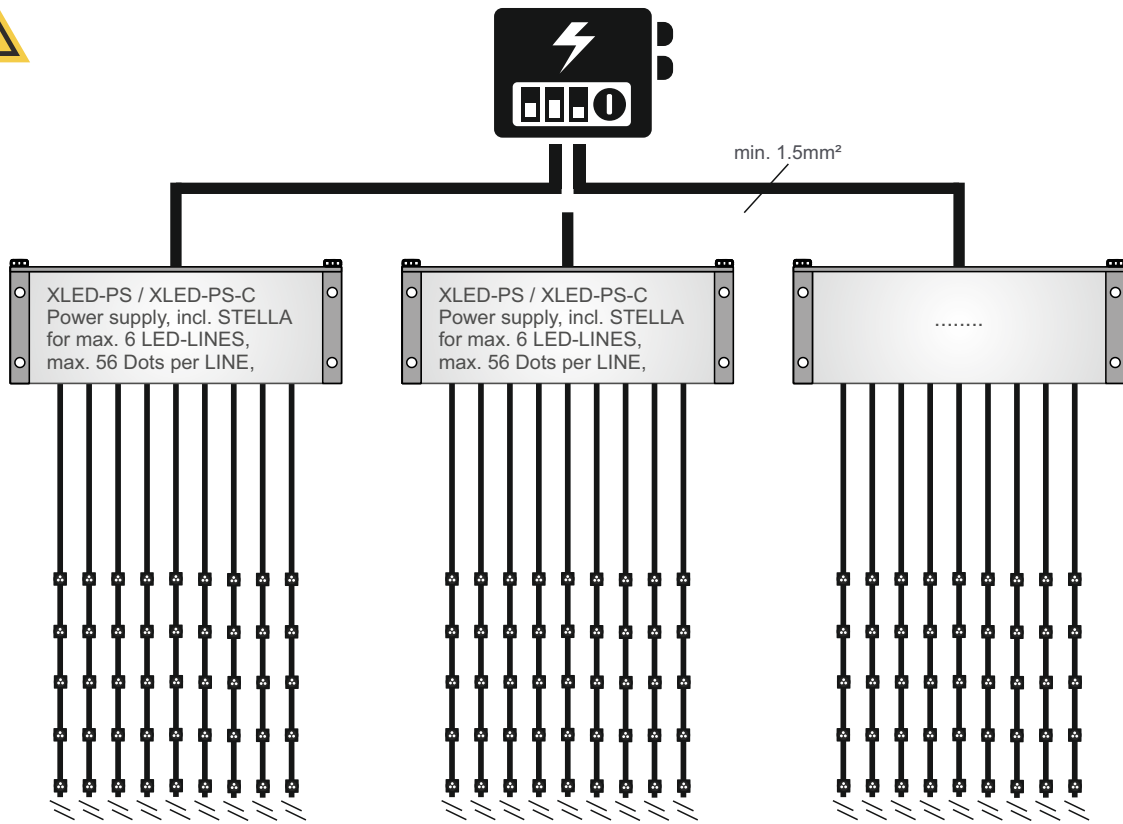 min. 1.5mm²
XLED-PS / XLED-PS-C
Power supply, incl. STELLA
for max. 6 LED-LINES,
max. 56 Dots per LINE,
XLED-PS / XLED-PS-C
Power supply, incl. STELLA
for max. 6 LED-LINES,
max. 56 Dots per LINE,
........